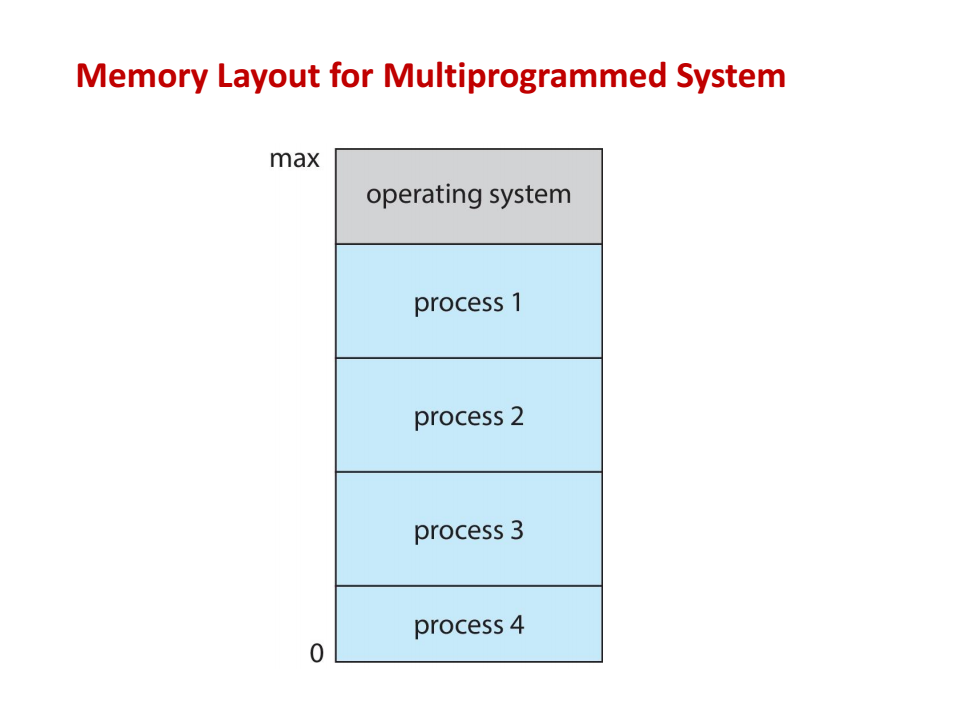 Memory Layout for Multiprogrammed System
max
operating system
process 1
process 2
process 3
process 4
0